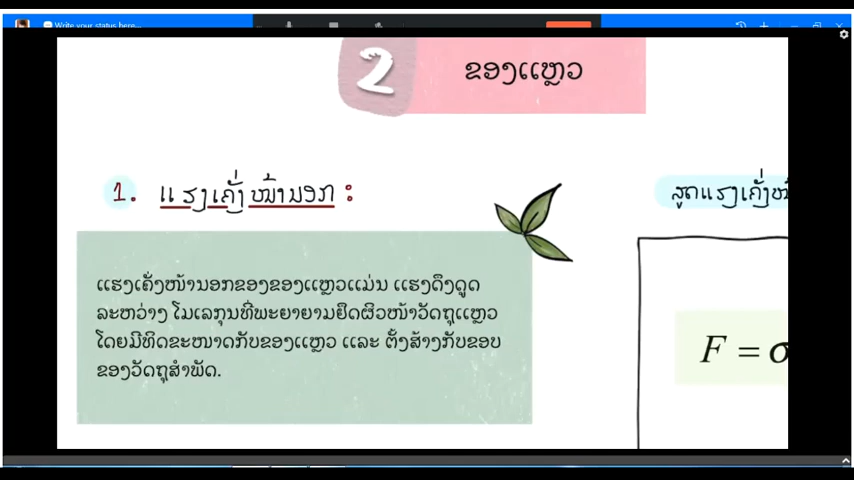 Write your status here...
2
ຂອງແຫຼວ
1. ແຮງເຄັ່ງໜ້ານອກ :
ສູດແຮງເຄັ່ງໜ້
ແຮງເຄັ່ງໜ້ານອກຂອງຂອງແຫຼວແມ່ນ ແຮງດຶງດູດ
ລະຫວ່າງ ໂມເລກຸນທີ່ພະຍາຍາມຢຶດຜິວໜ້າວັດຖຸແຫຼວ
ໂດຍມີທິດຂະໜາດກັບຂອງແຫຼວ ແລະ ຕັ້ງສ້າງກັບຂອບ
ຂອງວັດຖຸສຳພັດ.
F = σ